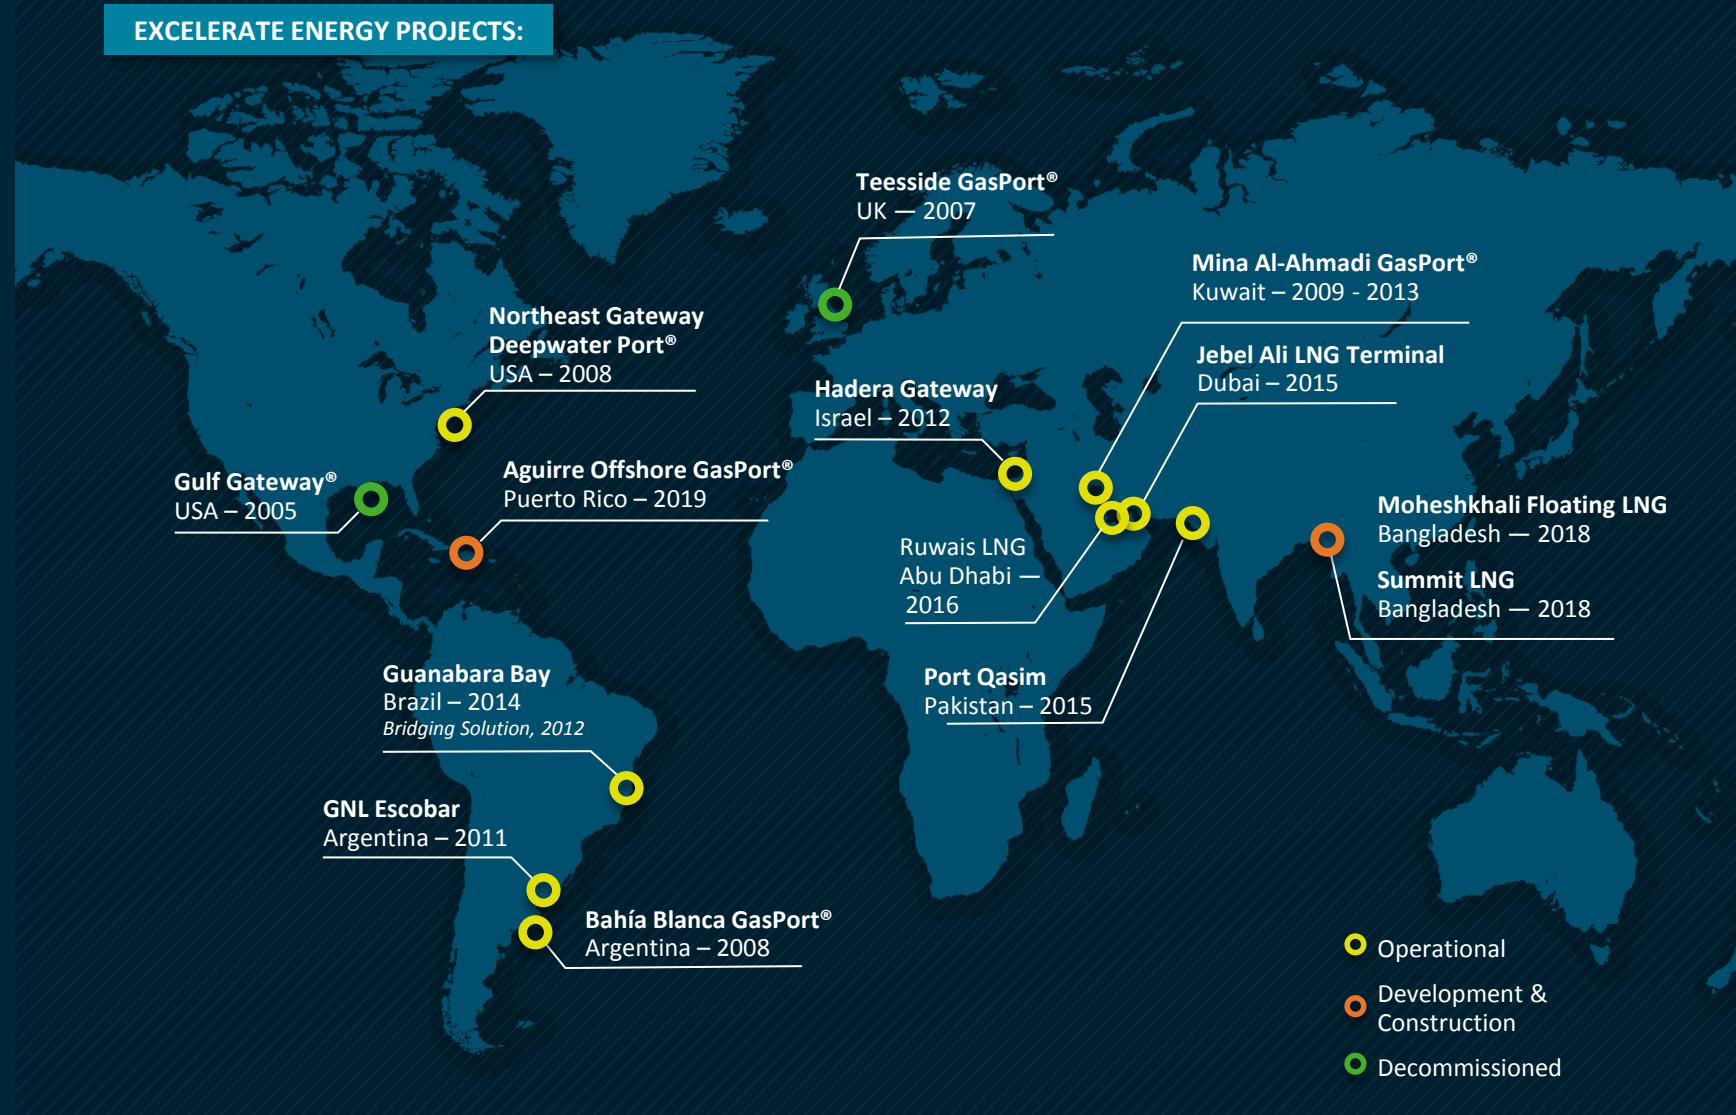 EXCELERATE ENERGY PROJECTS:
Teesside GasPort®
UK — 2007
Mina Al-Ahmadi GasPort®
Kuwait – 2009 - 2013
Northeast Gateway
Deepwater Port®
USA – 2008
Jebel Ali LNG Terminal
Dubai – 2015
Hadera Gateway
Israel – 2012
Gulf Gateway®
USA – 2005
Aguirre Offshore GasPort®
Puerto Rico – 2019
Moheshkhali Floating LNG
Bangladesh — 2018
Summit LNG
Bangladesh — 2018
Ruwais LNG
Abu Dhabi —
2016
Port Qasim
Pakistan – 2015
Guanabara Bay
Brazil – 2014
Bridging Solution, 2012
GNL Escobar
Argentina – 2011
Bahía Blanca GasPort®
Argentina – 2008
Operational
Development &
Construction
Decommissioned